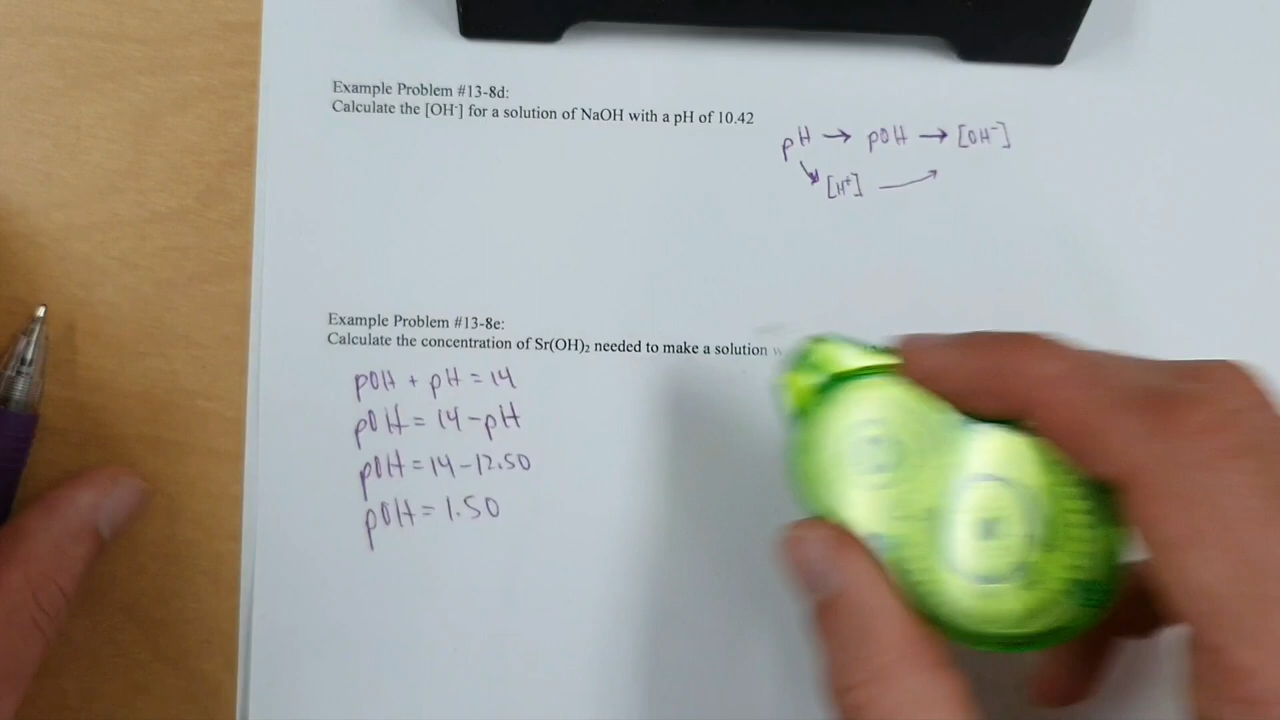 Example Problem #13-8d:
Calculate the [OH⁻] for a solution of NaOH with a pH of 10.42
pH → pOH → [OH⁻]
↘ [H⁺] ⟶
Example Problem #13-8e:
Calculate the concentration of Sr(OH)₂ needed to make a solution
pOH + pH = 14
pOH = 14 - pH
pOH = 14 - 12.50
pOH = 1.50